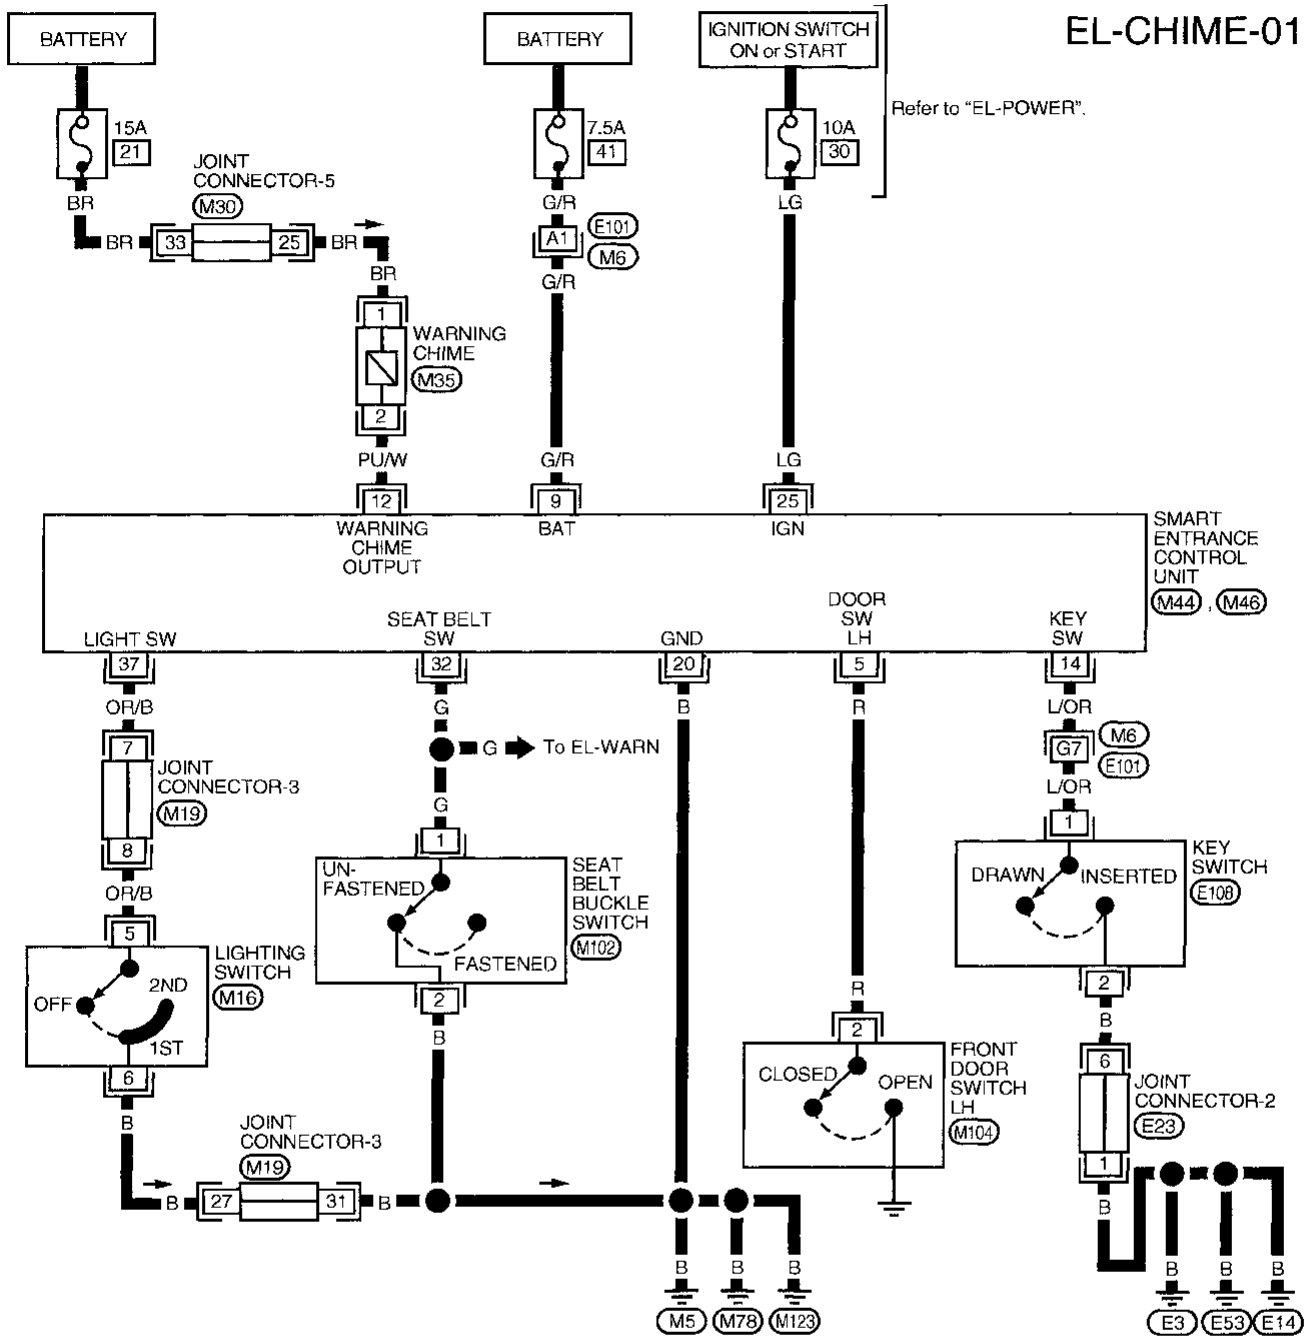 EL-CHIME-01
BATTERY
BATTERY
IGNITION SWITCH
ON or START
Refer to "EL-POWER".
15A
21
7.5A
41
10A
30
JOINT
CONNECTOR-5
M30
BR
G/R
LG
BR
33
25
BR
A1
E101
M6
BR
G/R
1
WARNING
CHIME
M35
2
PU/W
G/R
LG
12
9
25
WARNING
CHIME
OUTPUT
BAT
IGN
SMART
ENTRANCE
CONTROL
UNIT
M44 , M46
LIGHT SW
SEAT BELT
SW
GND
DOOR
SW
LH
KEY
SW
37
32
20
5
14
OR/B
G
B
R
L/OR
7
G
To EL-WARN
G7
M6
E101
JOINT
CONNECTOR-3
M19
G
L/OR
8
1
1
OR/B
UN-
FASTENED
FASTENED
SEAT
BELT
BUCKLE
SWITCH
M102
DRAWN
INSERTED
KEY
SWITCH
E108
5
LIGHTING
SWITCH
M16
OFF
2ND
1ST
2
2
6
B
R
B
2
6
B
CLOSED
OPEN
FRONT
DOOR
SWITCH
LH
M104
JOINT
CONNECTOR-2
E23
1
JOINT
CONNECTOR-3
M19
B
27
31
B
B
B
B
B
B
B
B
M5
M78
M123
E3
E53
E14